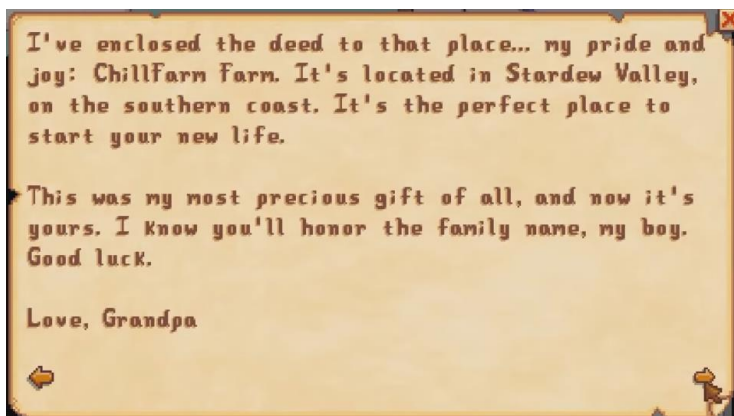 I've enclosed the deed to that place... my pride and
joy: ChillFarm Farm. It's located in Stardew Valley,
on the southern coast. It's the perfect place to
start your new life.
This was my most precious gift of all, and now it's
yours. I know you'll honor the family name, my boy.
Good luck.
Love, Grandpa